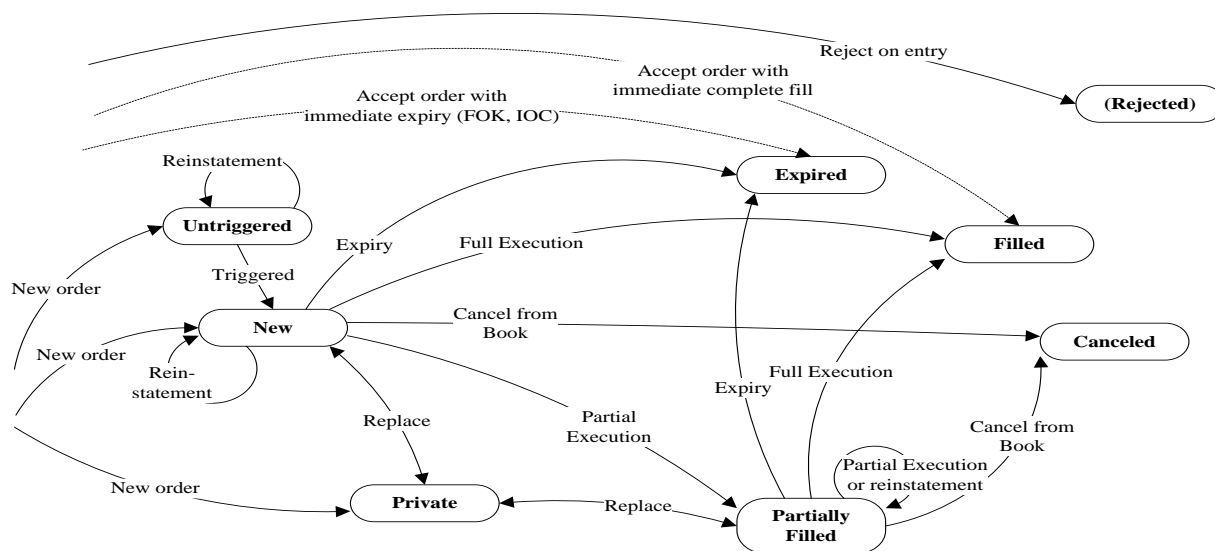 Reject on entry
Accept order with
immediate complete fill
(Rejected)
Accept order with
immediate expiry (FOK, IOC)
Reinstatement
Expired
Untriggered
Expiry
Full Execution
Filled
Triggered
New order
New
Cancel from
Book
Canceled
New order
Rein-
statement
Full Execution
Expiry
Replace
Partial
Execution
Cancel from
Book
Partial Execution
or reinstatement
New order
Private
Replace
Partially
Filled